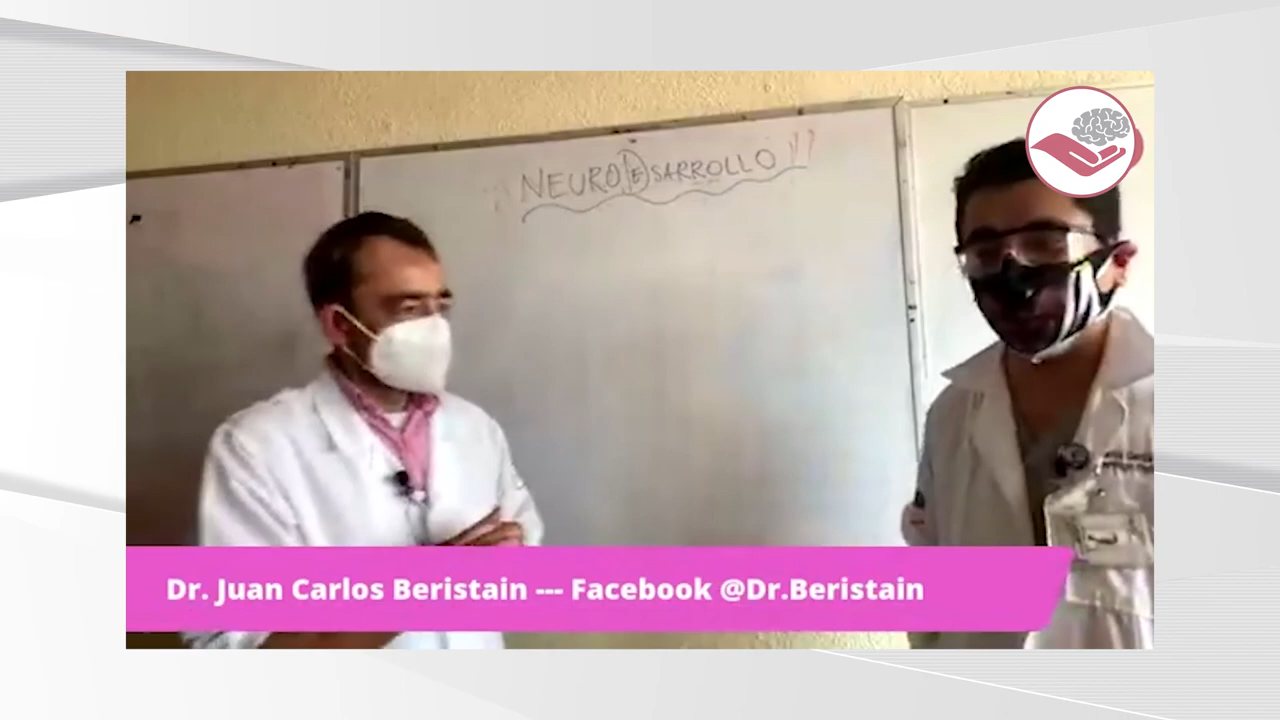 NEURODESARROLLO !!
Dr. Juan Carlos Beristain --- Facebook @Dr.Beristain